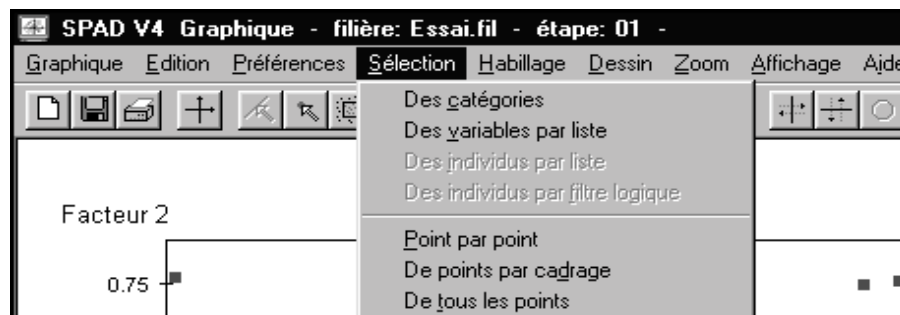 SPAD V4 Graphique - filière: Essai.fil - étape: 01 -
Graphique Edition Préférences Sélection Habillage Dessin Zoom Affichage Aide
Des catégories
Des variables par liste
Des individus par liste
Des individus par filtre logique
Facteur 2
Point par point
De points par cadrage
0.75
De tous les points